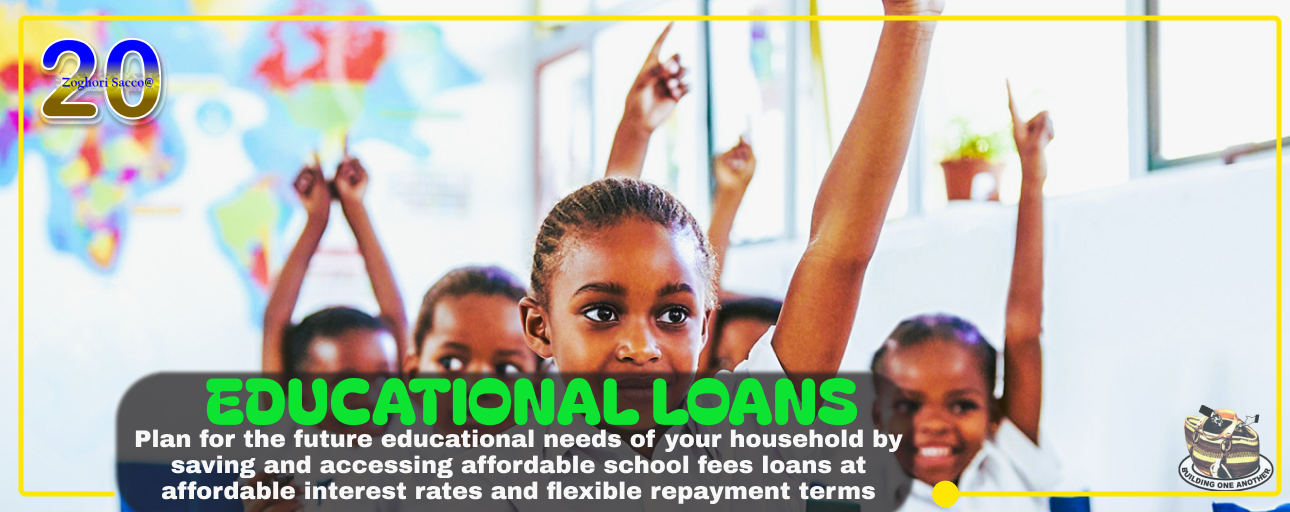 20
Zoghori Sacco®
EDUCATIONAL LOANS
Plan for the future educational needs of your household by
saving and accessing affordable school fees loans at
affordable interest rates and flexible repayment terms
BUILDING ONE ANOTHER